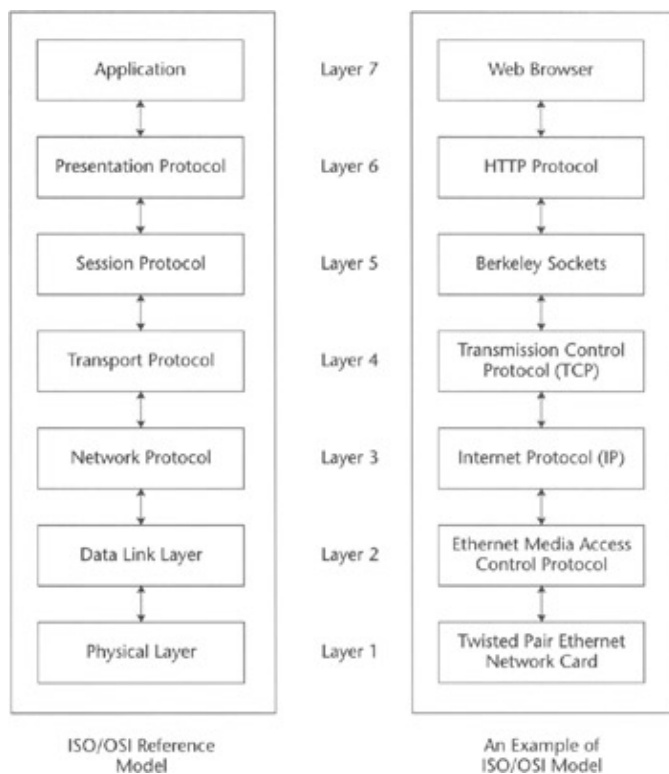 Application
Layer 7
Web Browser
Presentation Protocol
Layer 6
HTTP Protocol
Session Protocol
Layer 5
Berkeley Sockets
Transport Protocol
Layer 4
Transmission Control
Protocol (TCP)
Network Protocol
Layer 3
Internet Protocol (IP)
Data Link Layer
Layer 2
Ethernet Media Access
Control Protocol
Physical Layer
Layer 1
Twisted Pair Ethernet
Network Card
ISO/OSI Reference
Model
An Example of
ISO/OSI Model